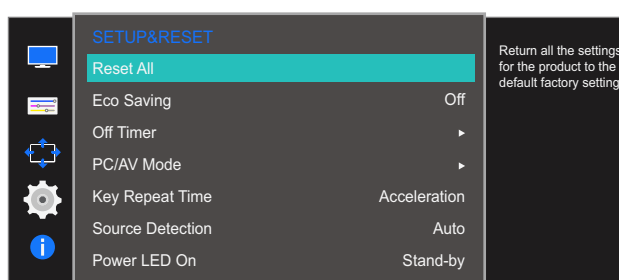 SETUP&RESET
Reset All
Eco Saving Off
Off Timer
PC/AV Mode
Key Repeat Time Acceleration
Source Detection Auto
Power LED On Stand-by
Return all the settings
for the product to the
default factory setting